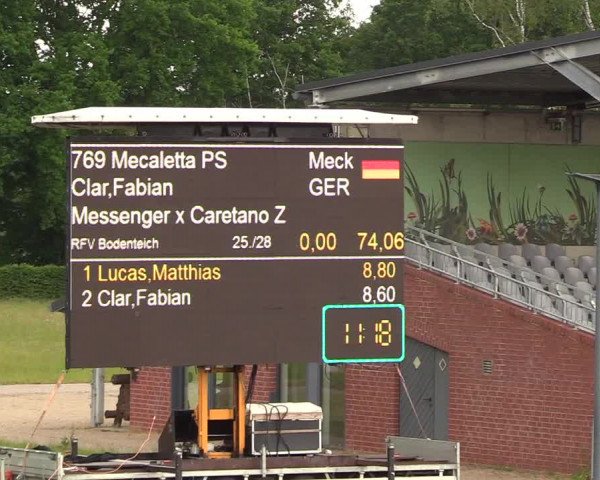 769 Mecaletta PS Meck
Clar,Fabian GER
Messenger x Caretano Z
RFV Bodenteich 25./28 0,00 74,06
1 Lucas,Matthias 8,80
2 Clar,Fabian 8,60
11:18